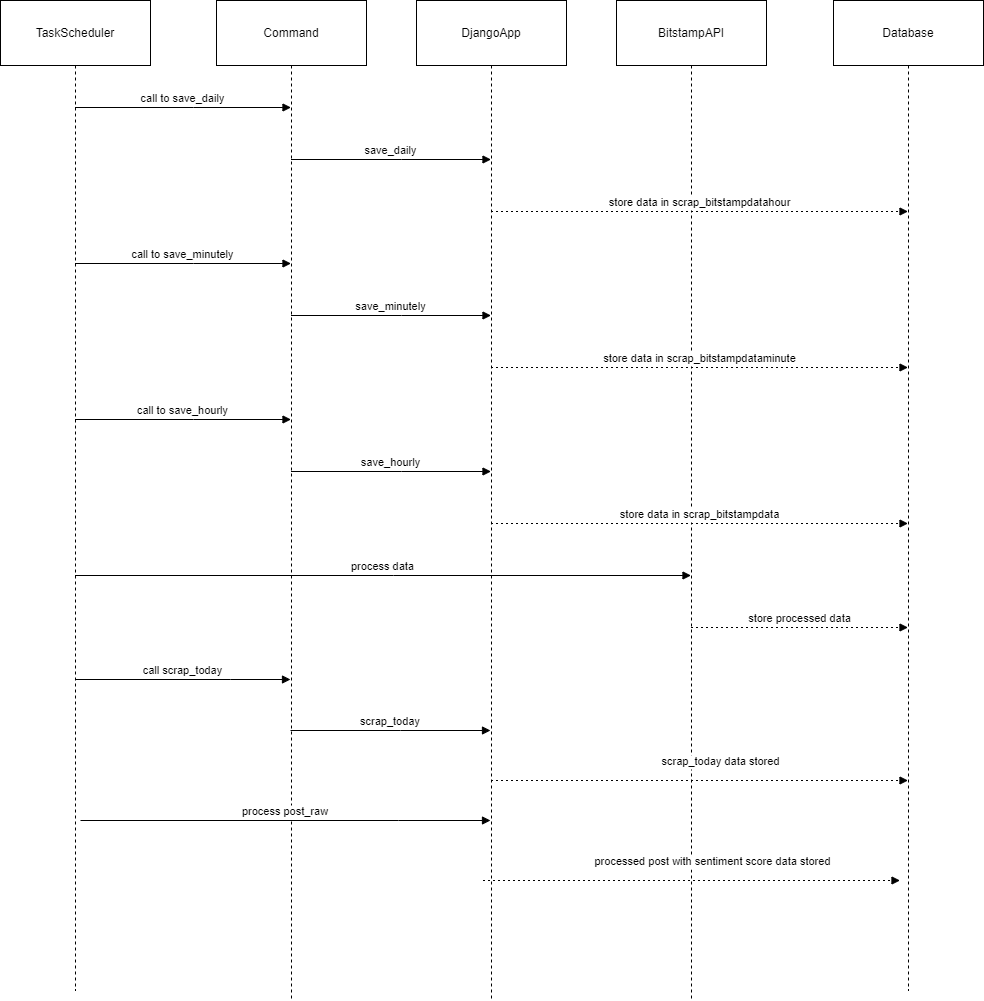 TaskScheduler
Command
DjangoApp
BitstampAPI
Database
call to save_daily
save_daily
store data in scrap_bitstampdatahour
call to save_minutely
save_minutely
store data in scrap_bitstampdataminute
call to save_hourly
save_hourly
store data in scrap_bitstampdata
process data
store processed data
call scrap_today
scrap_today
scrap_today data stored
process post_raw
processed post with sentiment score data stored